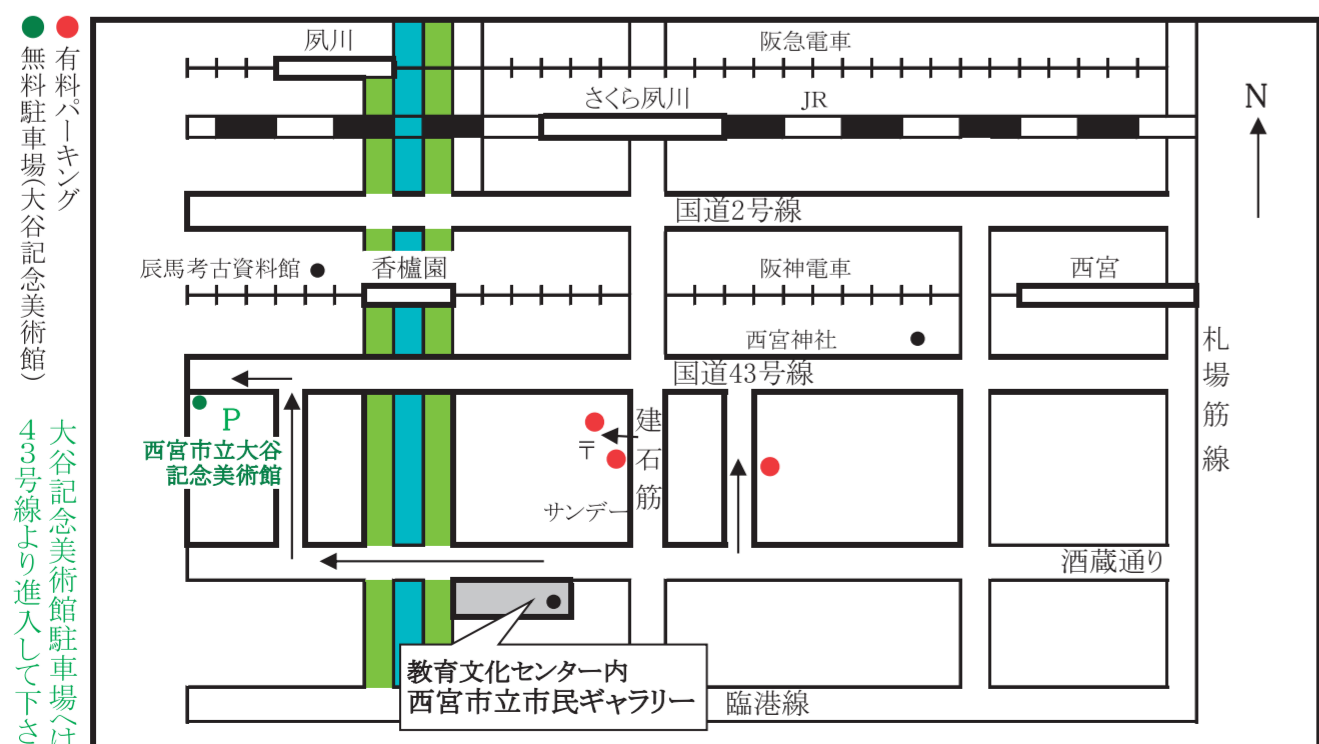 ● 有料パーキング
● 無料駐車場(大谷記念美術館)
大谷記念美術館駐車場へは
43号線より進入して下さ
夙川
阪急電車
さくら夙川
JR
N
国道2号線
辰馬考古資料館
香櫨園
阪神電車
西宮
西宮神社
国道43号線
札場筋線
P
西宮市立大谷
記念美術館
〒
建石筋
サンデー
酒蔵通り
教育文化センター内
西宮市立市民ギャラリー
臨港線